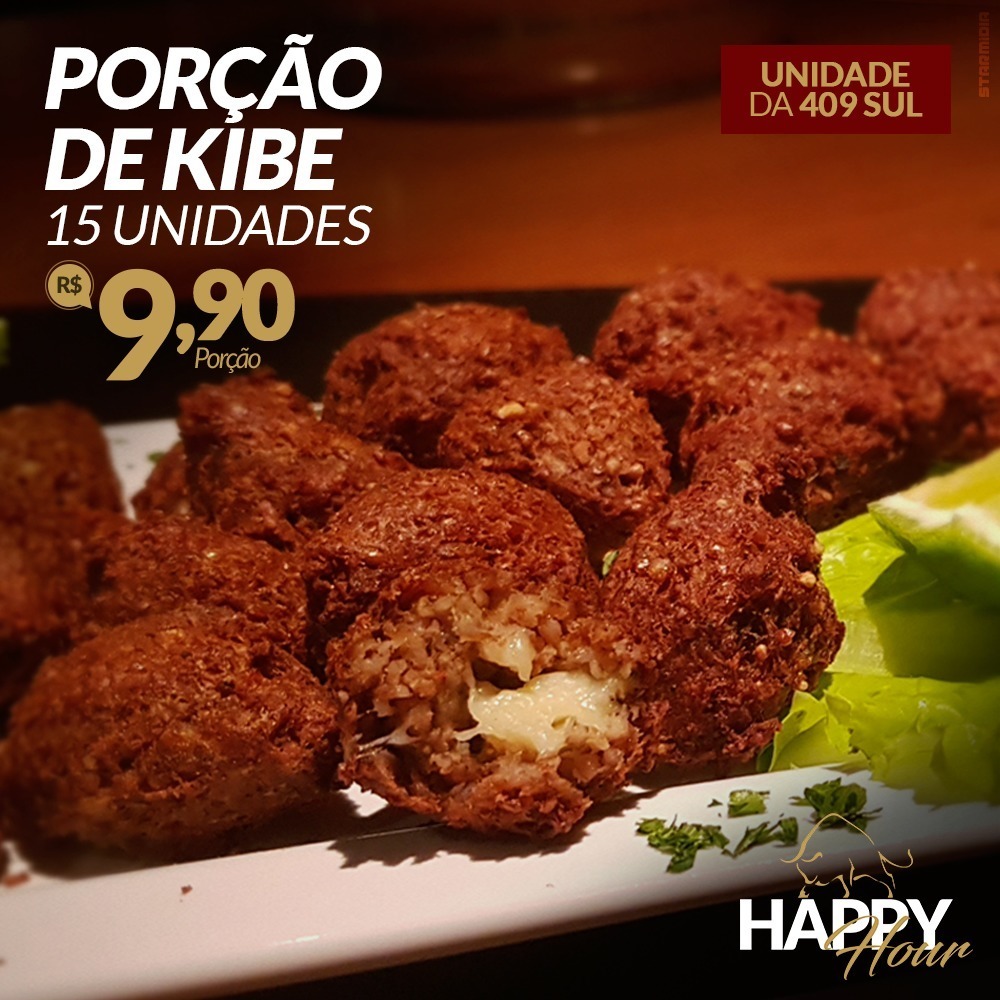 PORÇÃO
DE KIBE
15 UNIDADES
R$ 9,90
Porção
UNIDADE
DA 409 SUL
STARMIDIA
HAPPY
Hour